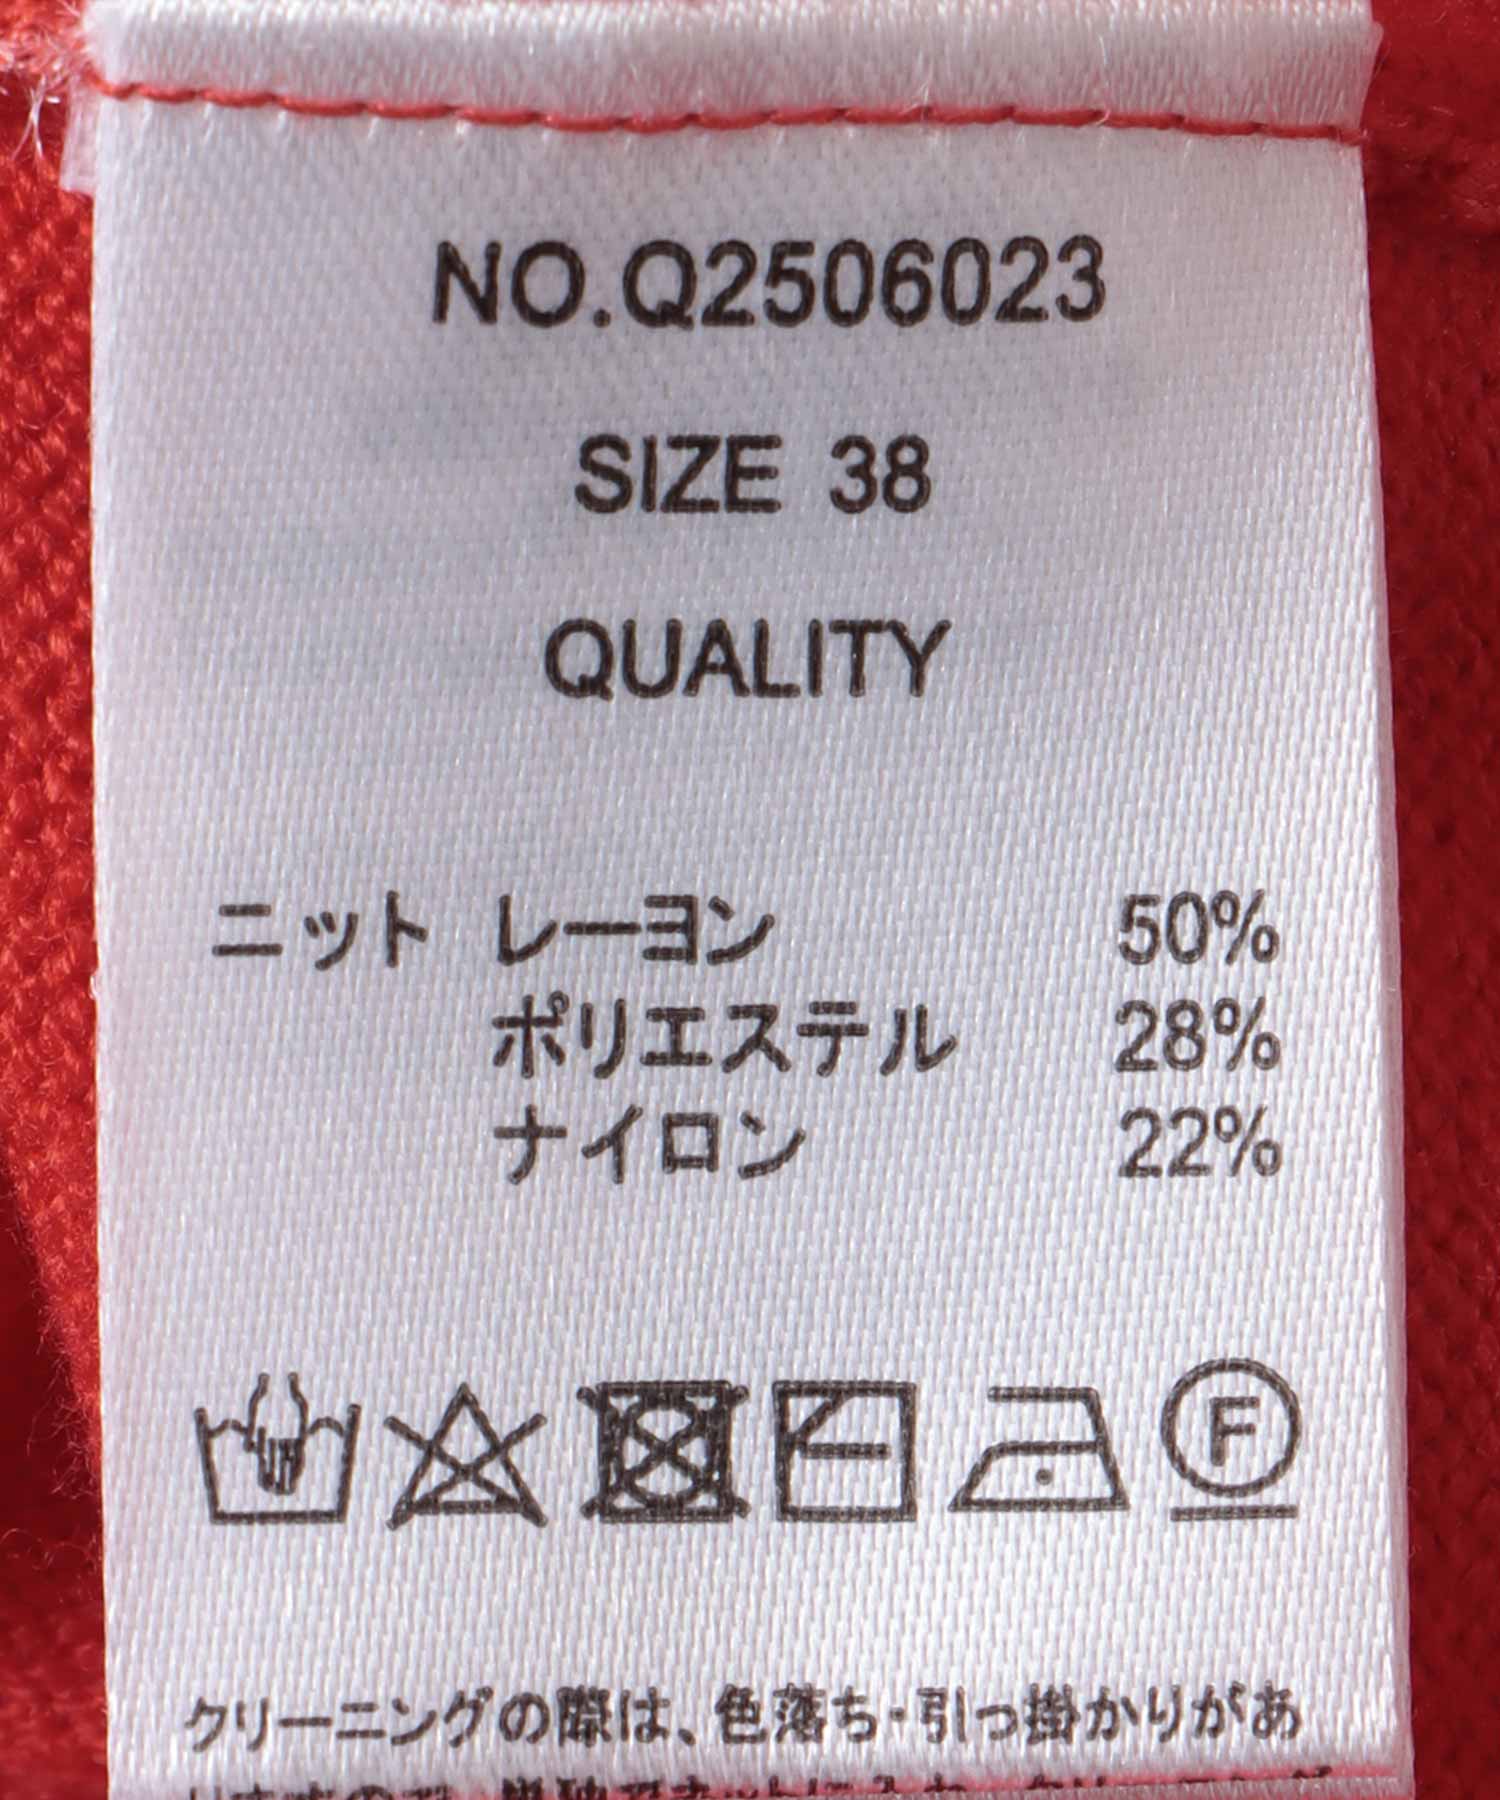 NO.Q2506023
SIZE 38
QUALITY
ニット レーヨン 50%
ポリエステル 28%
ナイロン 22%
F
クリーニングの際は、色落ち・引っ掛かりがあ